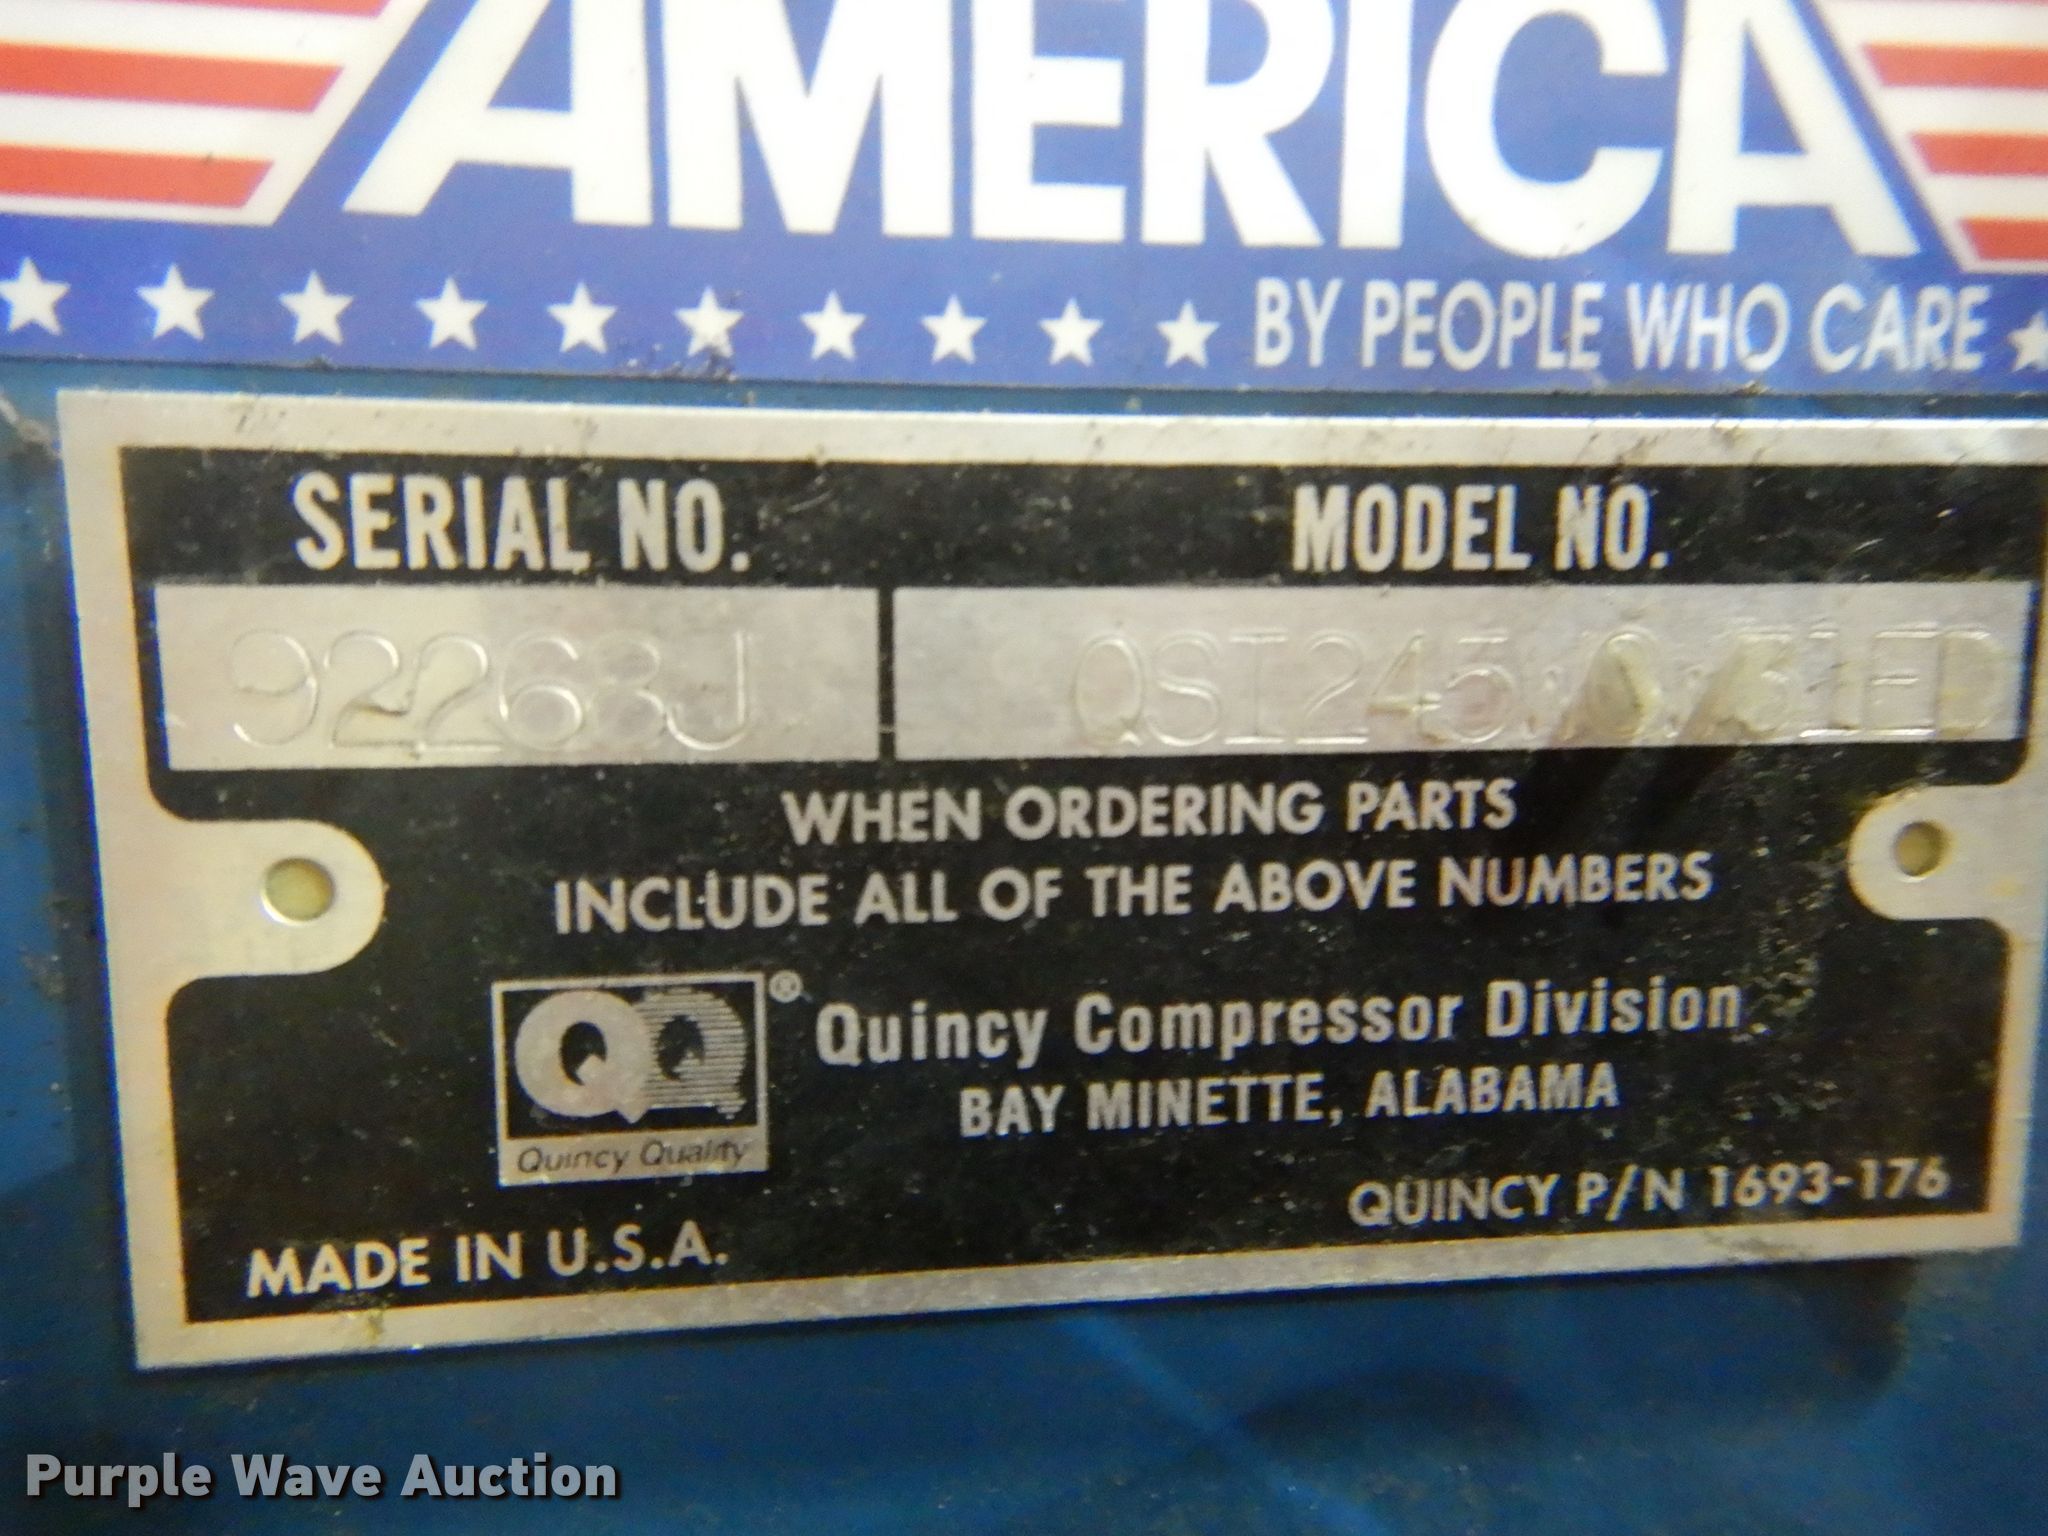 AMERICA
BY PEOPLE WHO CARE
SERIAL NO.
MODEL NO.
92268J
WHEN ORDERING PARTS
INCLUDE ALL OF THE ABOVE NUMBERS
QQ
®
Quincy Compressor Division
BAY MINETTE, ALABAMA
Quincy Quality
QUINCY P/N 1693-176
MADE IN U.S.A.
Purple Wave Auction